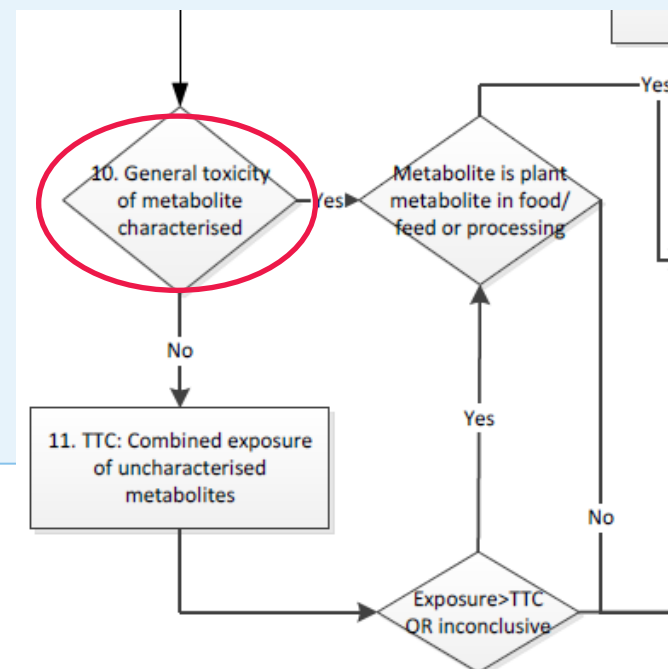 Yes
10. General toxicity
of metabolite
characterised
Yes
Metabolite is plant
metabolite in food/
feed or processing
No
11. TTC: Combined exposure
of uncharacterised
metabolites
Yes
No
Exposure>TTC
OR inconclusive